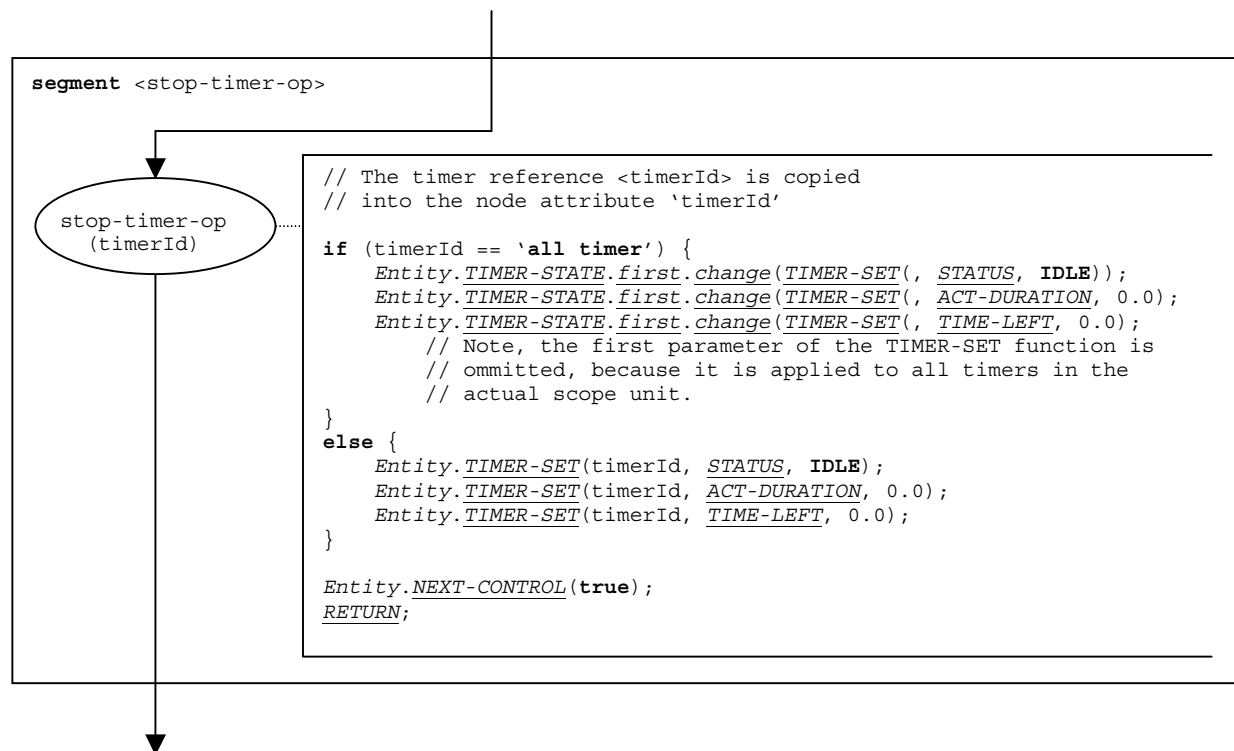 segment <stop-timer-op>
stop-timer-op
(timerId)
// The timer reference <timerId> is copied
// into the node attribute ‘timerId’
if (timerId == ‘all timer’) {
Entity.TIMER-STATE.first.change(TIMER-SET(, STATUS, IDLE));
Entity.TIMER-STATE.first.change(TIMER-SET(, ACT-DURATION, 0.0);
Entity.TIMER-STATE.first.change(TIMER-SET(, TIME-LEFT, 0.0);
// Note, the first parameter of the TIMER-SET function is
// ommitted, because it is applied to all timers in the
// actual scope unit.
}
else {
Entity.TIMER-SET(timerId, STATUS, IDLE);
Entity.TIMER-SET(timerId, ACT-DURATION, 0.0);
Entity.TIMER-SET(timerId, TIME-LEFT, 0.0);
}
Entity.NEXT-CONTROL(true);
RETURN;